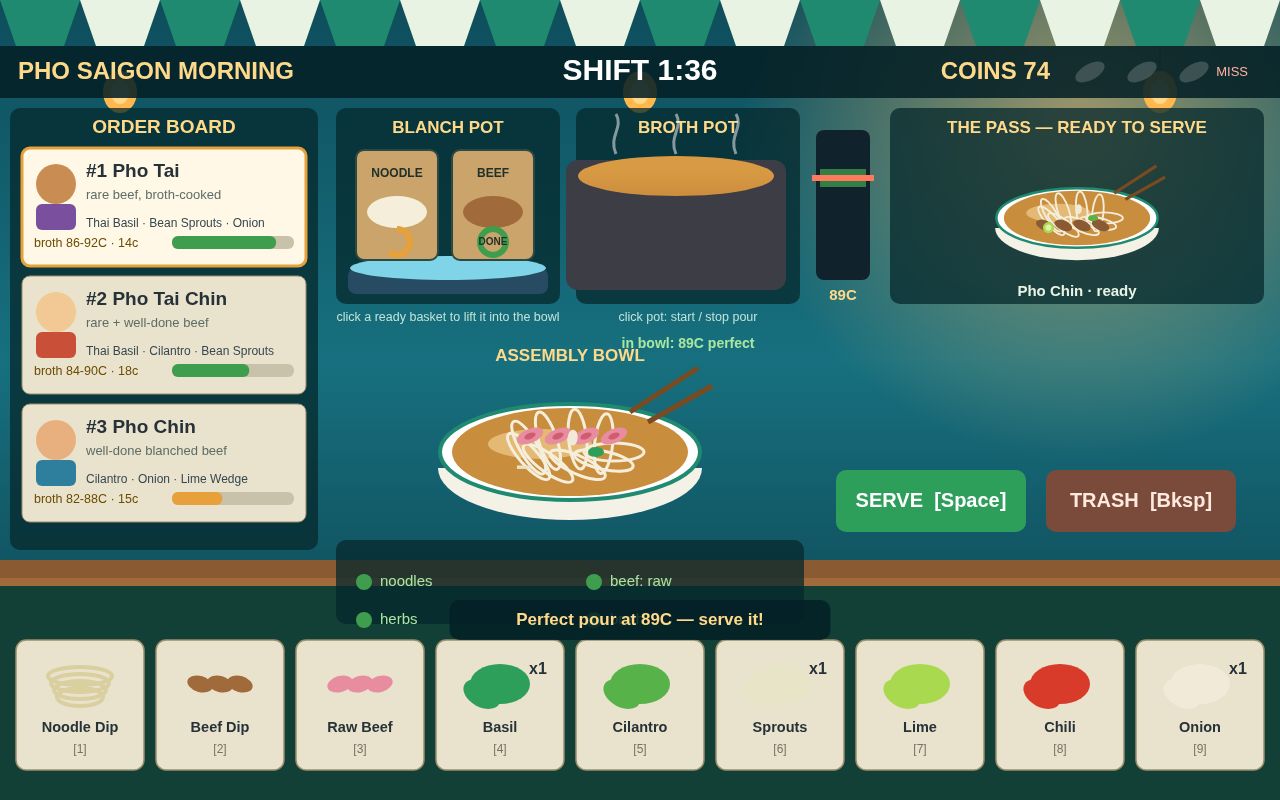 PHO SAIGON MORNING
SHIFT 1:36
COINS 74
MISS
ORDER BOARD
#1 Pho Tai
rare beef, broth-cooked
Thai Basil · Bean Sprouts · Onion
broth 86-92C · 14c
#2 Pho Tai Chin
rare + well-done beef
Thai Basil · Cilantro · Bean Sprouts
broth 84-90C · 18c
#3 Pho Chin
well-done blanched beef
Cilantro · Onion · Lime Wedge
broth 82-88C · 15c
BLANCH POT
NOODLE
BEEF
DONE
click a ready basket to lift it into the bowl
BROTH POT
89C
click pot: start / stop pour
in bowl: 89C perfect
THE PASS — READY TO SERVE
Pho Chin · ready
ASSEMBLY BOWL
SERVE [Space]
TRASH [Bksp]
noodles
beef: raw
herbs
Perfect pour at 89C — serve it!
Noodle Dip
[1]
Beef Dip
[2]
Raw Beef
[3]
x1
Basil
[4]
Cilantro
[5]
x1
Sprouts
[6]
Lime
[7]
Chili
[8]
x1
Onion
[9]